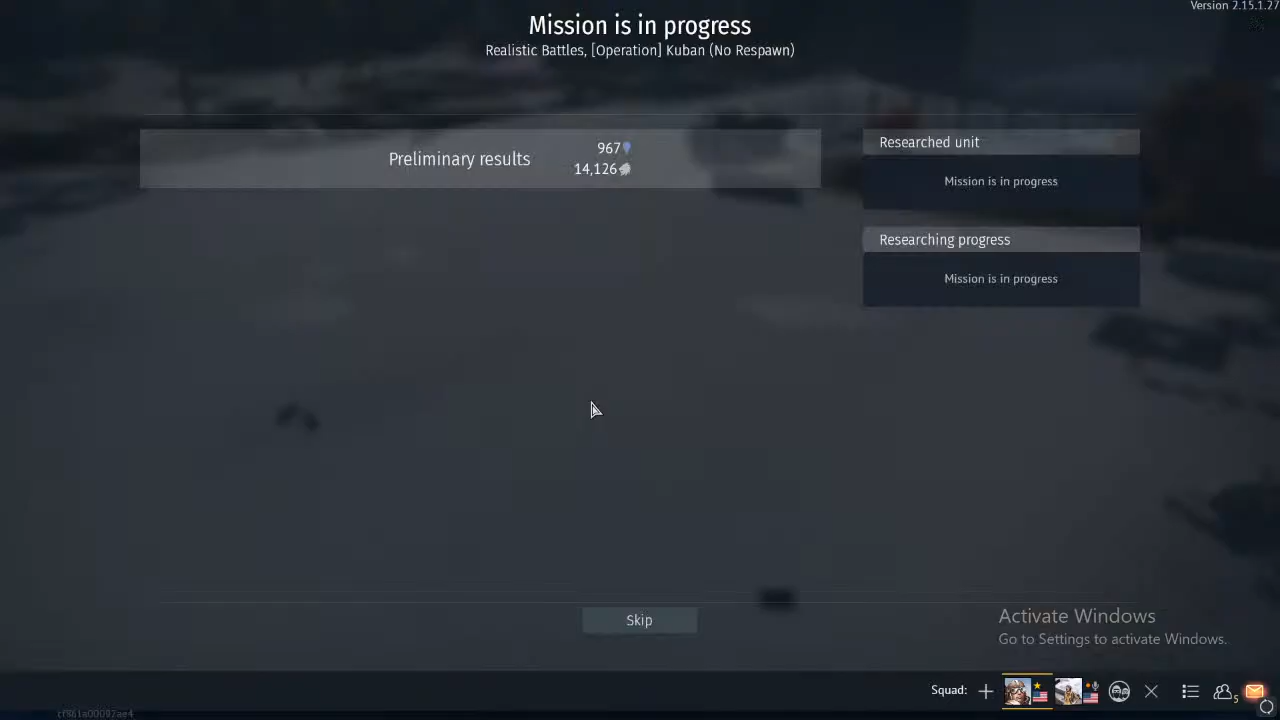 Version 2.15.1.27
Mission is in progress
Realistic Battles, [Operation] Kuban (No Respawn)
Preliminary results
967
14,126
Researched unit
Mission is in progress
Researching progress
Mission is in progress
Skip
Activate Windows
Go to Settings to activate Windows.
Squad:
5
cf861a00092ae4